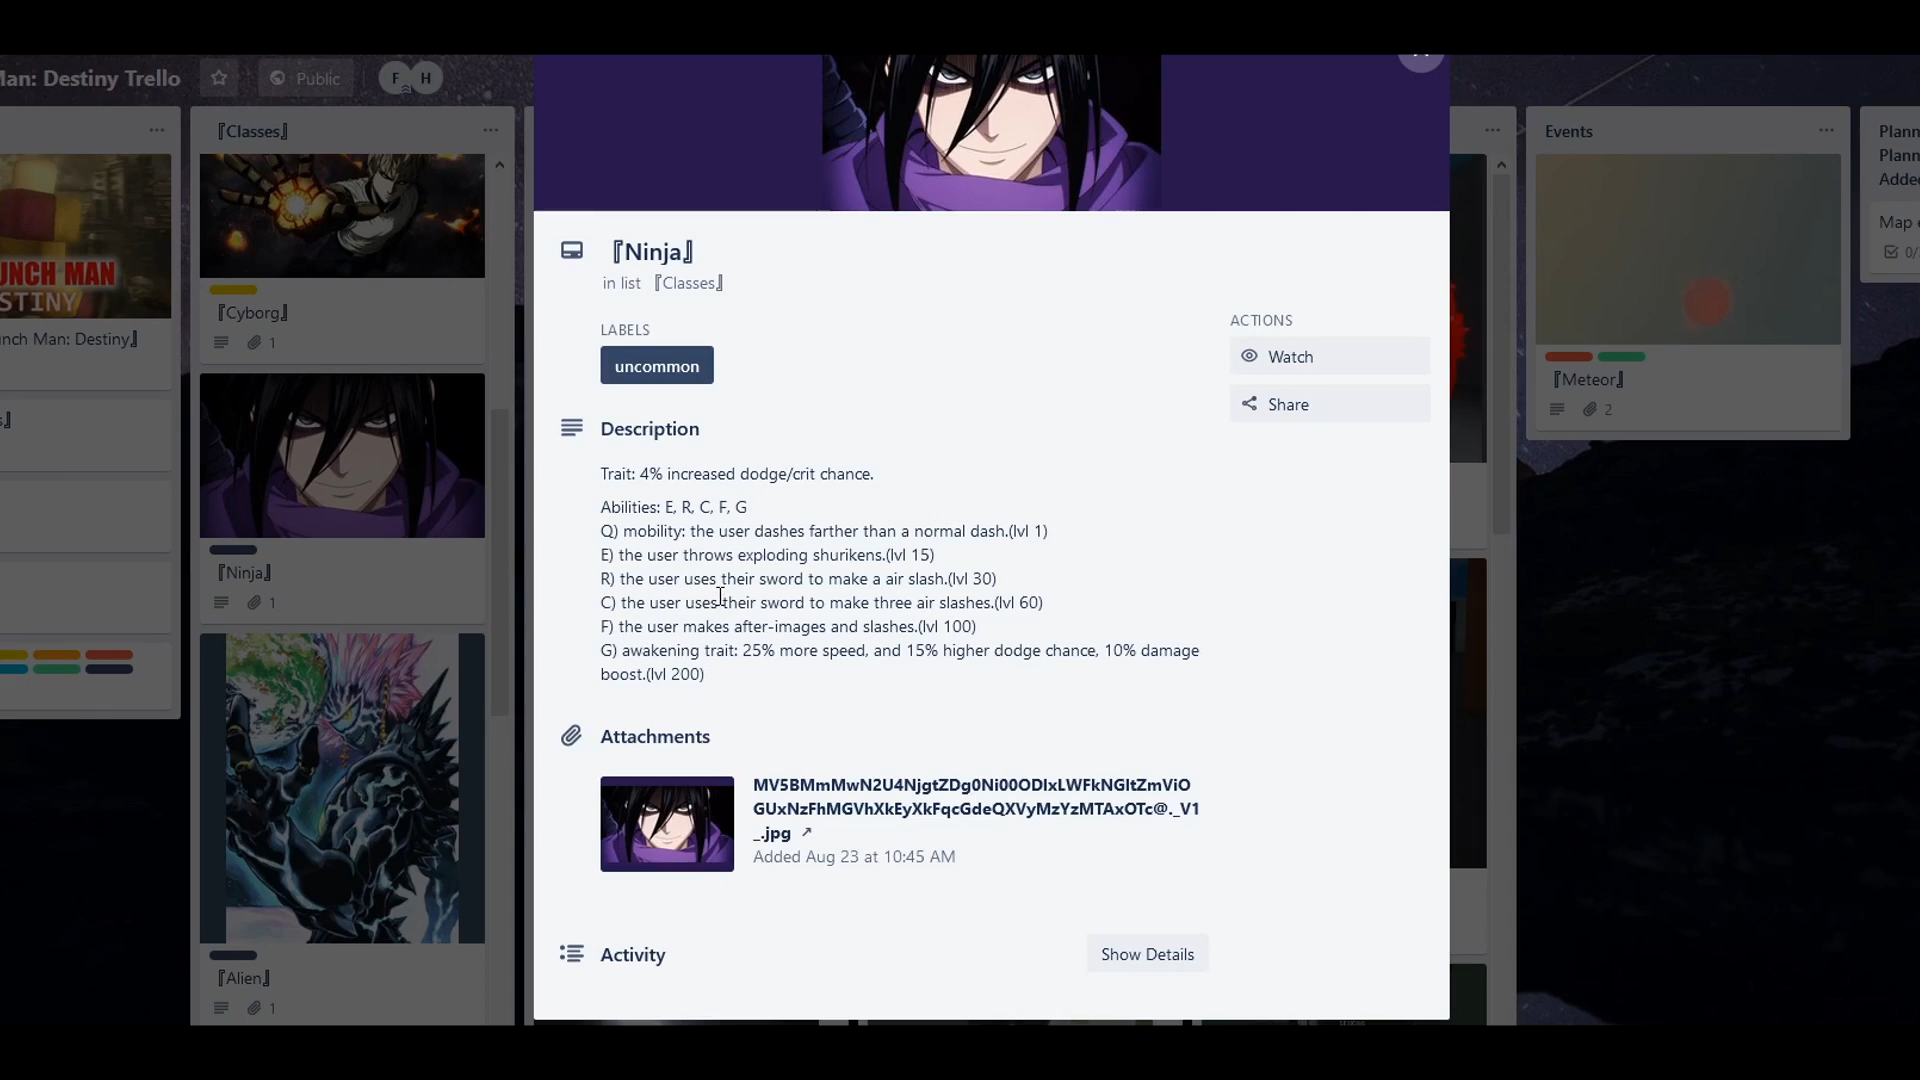 Man: Destiny Trello
Public
F
H
UNCH MAN
STINY
nch Man: Destiny』
s』
『Classes』
『Cyborg』
1
『Ninja』
1
『Alien』
1
『Ninja』
in list 『Classes』
LABELS
uncommon
Description
Trait: 4% increased dodge/crit chance.
Abilities: E, R, C, F, G
Q) mobility: the user dashes farther than a normal dash.(lvl 1)
E) the user throws exploding shurikens.(lvl 15)
R) the user uses their sword to make a air slash.(lvl 30)
C) the user uses their sword to make three air slashes.(lvl 60)
F) the user makes after-images and slashes.(lvl 100)
G) awakening trait: 25% more speed, and 15% higher dodge chance, 10% damage
boost.(lvl 200)
Attachments
MV5BMmMwN2U4NjgtZDg0Ni00ODIxLWFkNGItZmViO
GUxNzFhMGVhXkEyXkFqcGdeQXVyMzYzMTAxOTc@._V1
_.jpg
Added Aug 23 at 10:45 AM
Activity
Show Details
ACTIONS
Watch
Share
Events
『Meteor』
2
Plann
Plann
Added
Map
0/